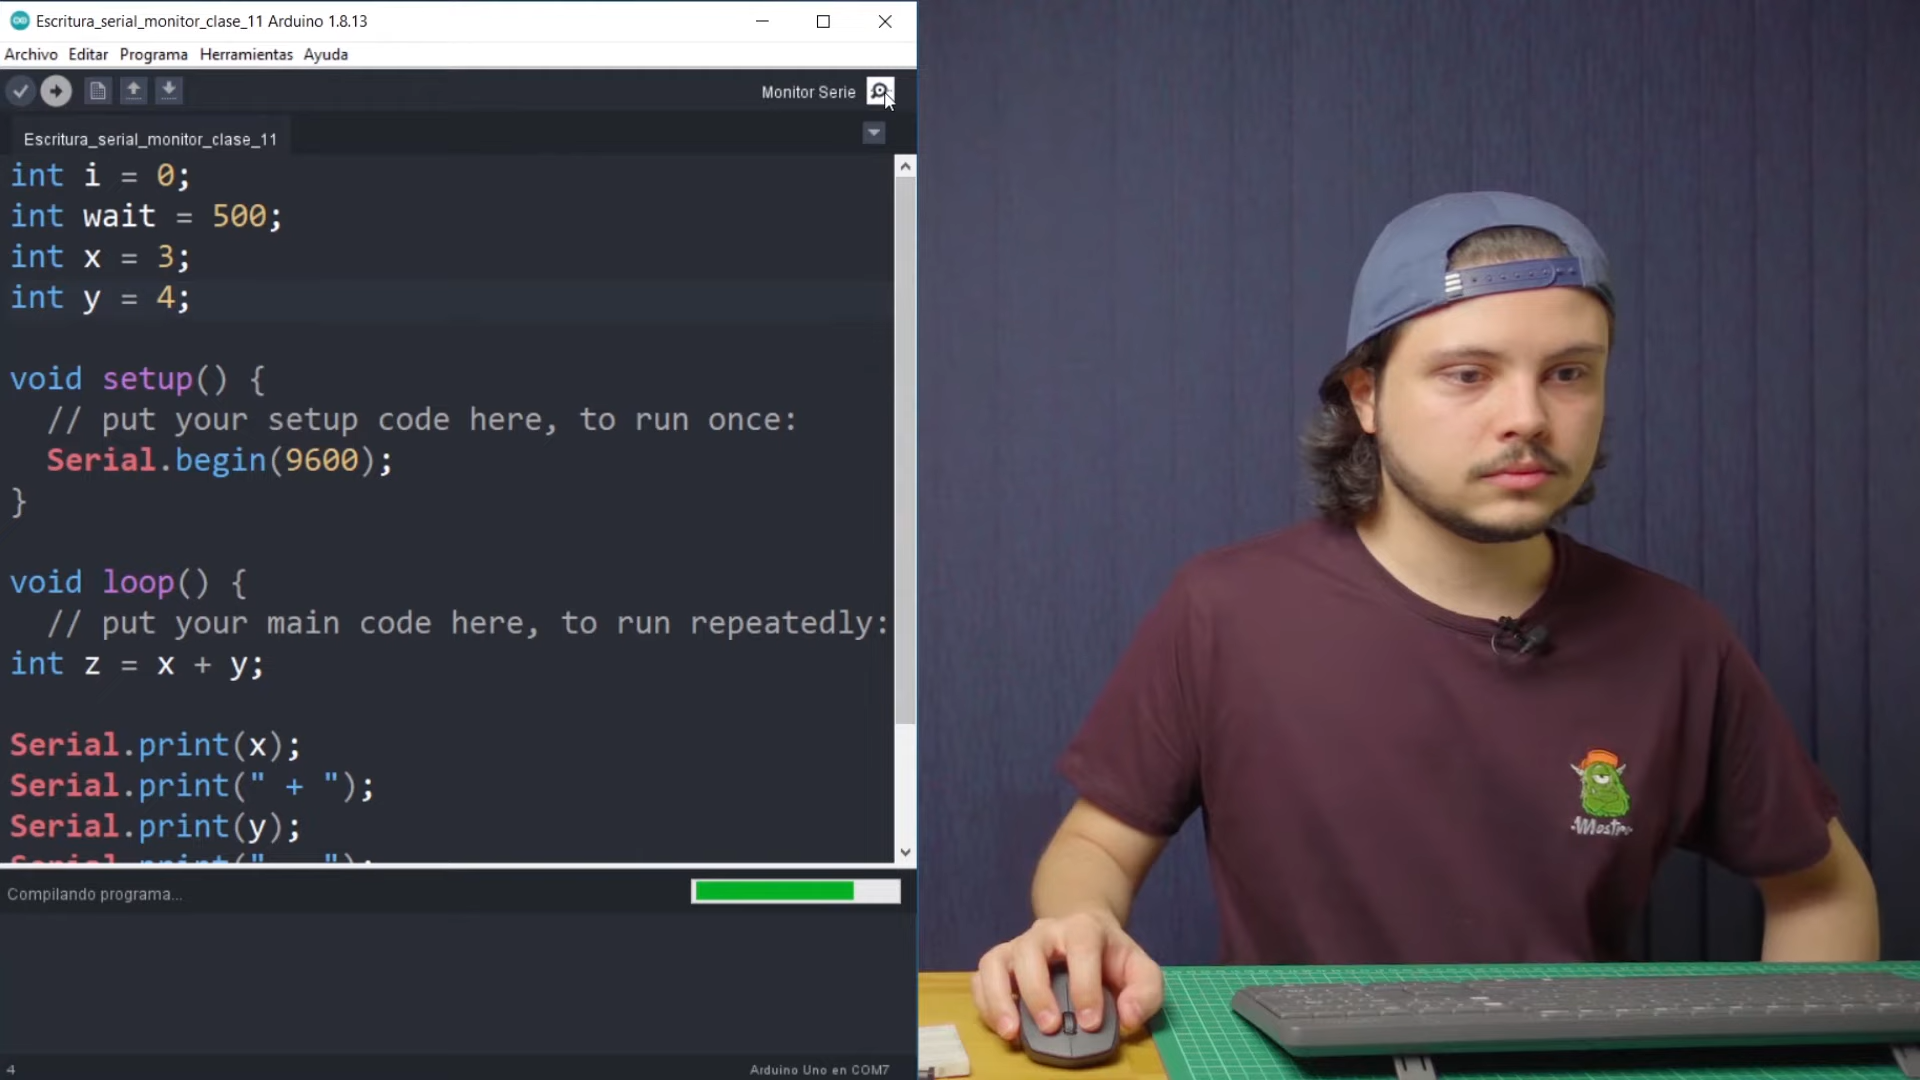 Escritura_serial_monitor_clase_11 Arduino 1.8.13
Archivo Editar Programa Herramientas Ayuda
Monitor Serie
Escritura_serial_monitor_clase_11
int i = 0;
int wait = 500;
int x = 3;
int y = 4;
void setup() {
// put your setup code here, to run once:
Serial.begin(9600);
}
void loop() {
// put your main code here, to run repeatedly:
int z = x + y;
Serial.print(x);
Serial.print(" + ");
Serial.print(y);
Compilando programa...
4
Arduino Uno en COM7